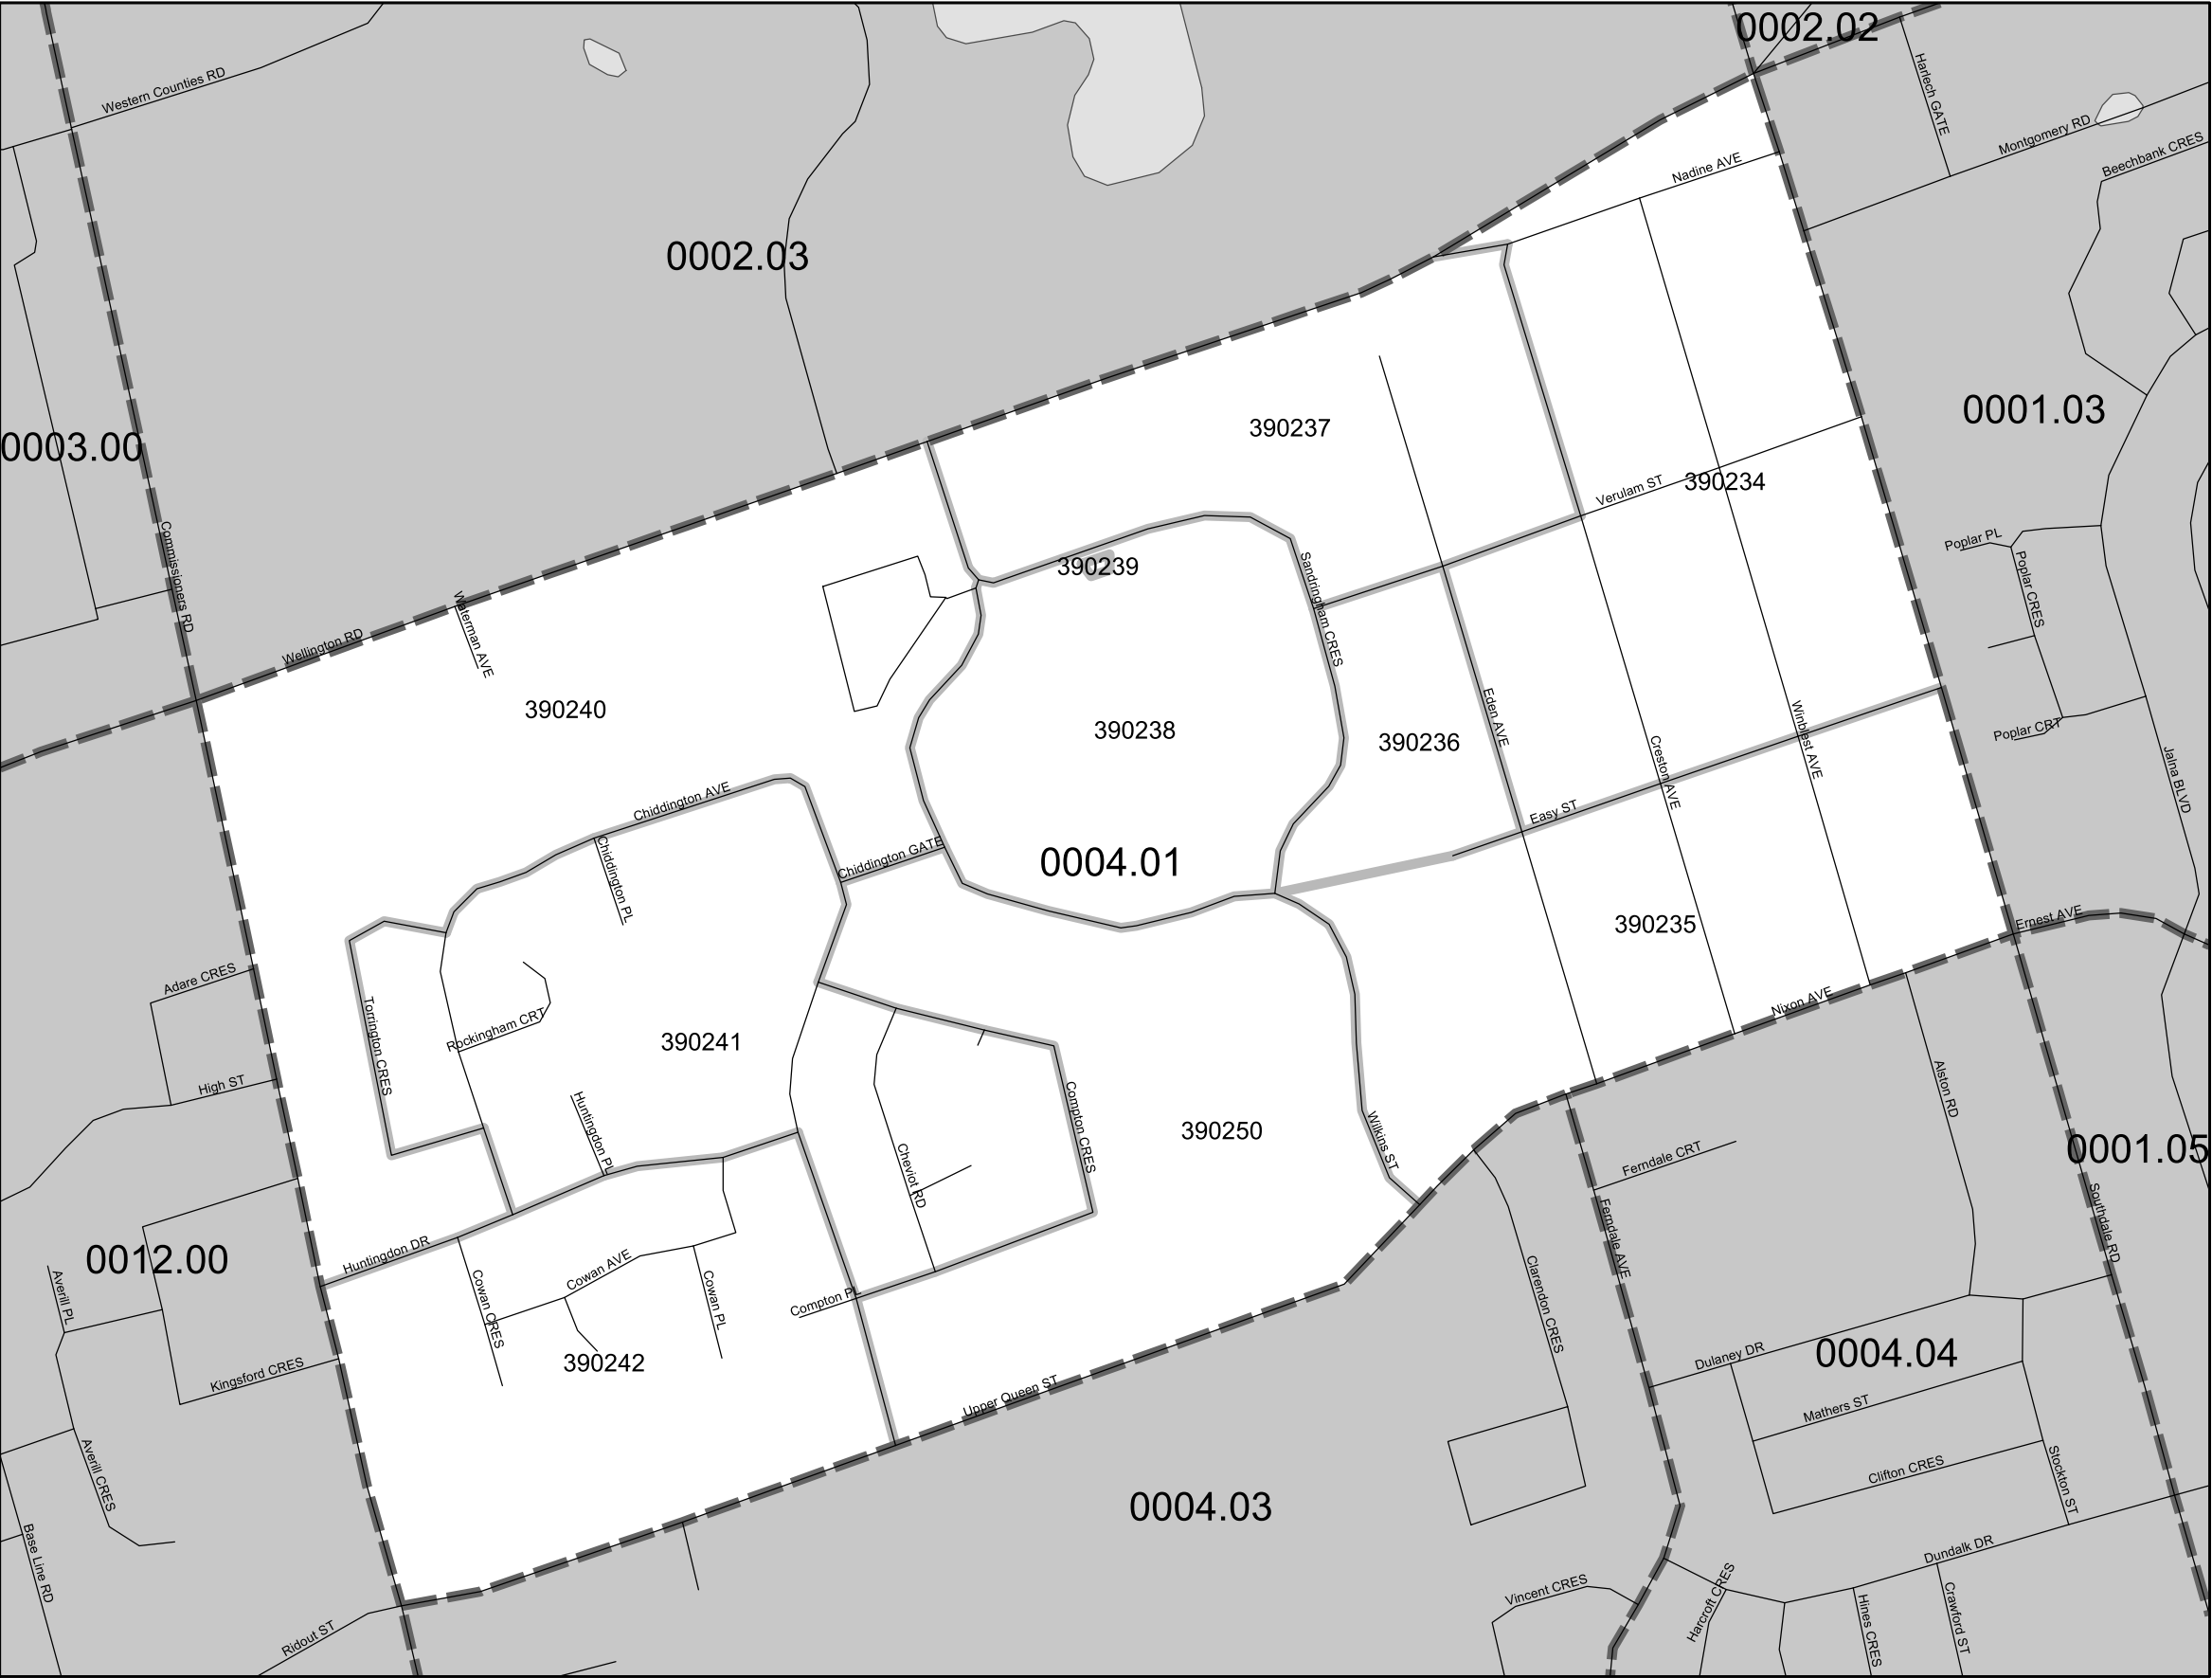 0002.02
Western Counties RD
Harlech GATE
Montgomery RD
Beechbank CRES
Nadine AVE
0002.03
0001.03
390237
0003.00
390234
Verulam ST
Commissioners RD
Poplar PL
Poplar CRES
390239
Sandringham CRES
Waterman AVE
Wellington RD
390240
390238
390236
Eden AVE
Winblest AVE
Creston AVE
Poplar CRT
Jalna BLVD
Chiddington AVE
Easy ST
Chiddington PL
Chiddington GATE
0004.01
390235
Ernest AVE
Adare CRES
Torrington CRES
Rockingham CRT
390241
Nixon AVE
High ST
Huntingdon PL
Compton CRES
390250
Wilkins ST
Alston RD
Ferndale CRT
0001.05
Cheviot RD
Ferndale AVE
Southdale RD
0012.00
Huntingdon DR
Averill PL
Cowan CRES
Cowan AVE
Cowan PL
Compton PL
Clarendon CRES
390242
Kingsford CRES
Upper Queen ST
Dulaney DR
0004.04
Mathers ST
Averill CRES
Clifton CRES
Stockton ST
0004.03
Base Line RD
Dundalk DR
Vincent CRES
Harcroft CRES
Hines CRES
Crawford ST
Ridout ST